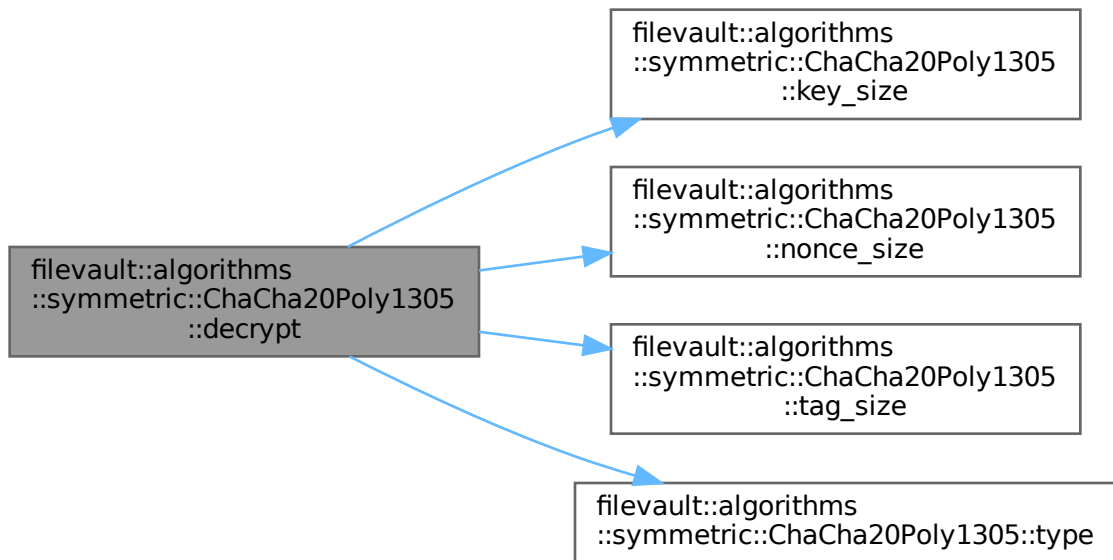 filevault::algorithms
::symmetric::ChaCha20Poly1305
::decrypt
filevault::algorithms
::symmetric::ChaCha20Poly1305
::key_size
filevault::algorithms
::symmetric::ChaCha20Poly1305
::nonce_size
filevault::algorithms
::symmetric::ChaCha20Poly1305
::tag_size
filevault::algorithms
::symmetric::ChaCha20Poly1305::type